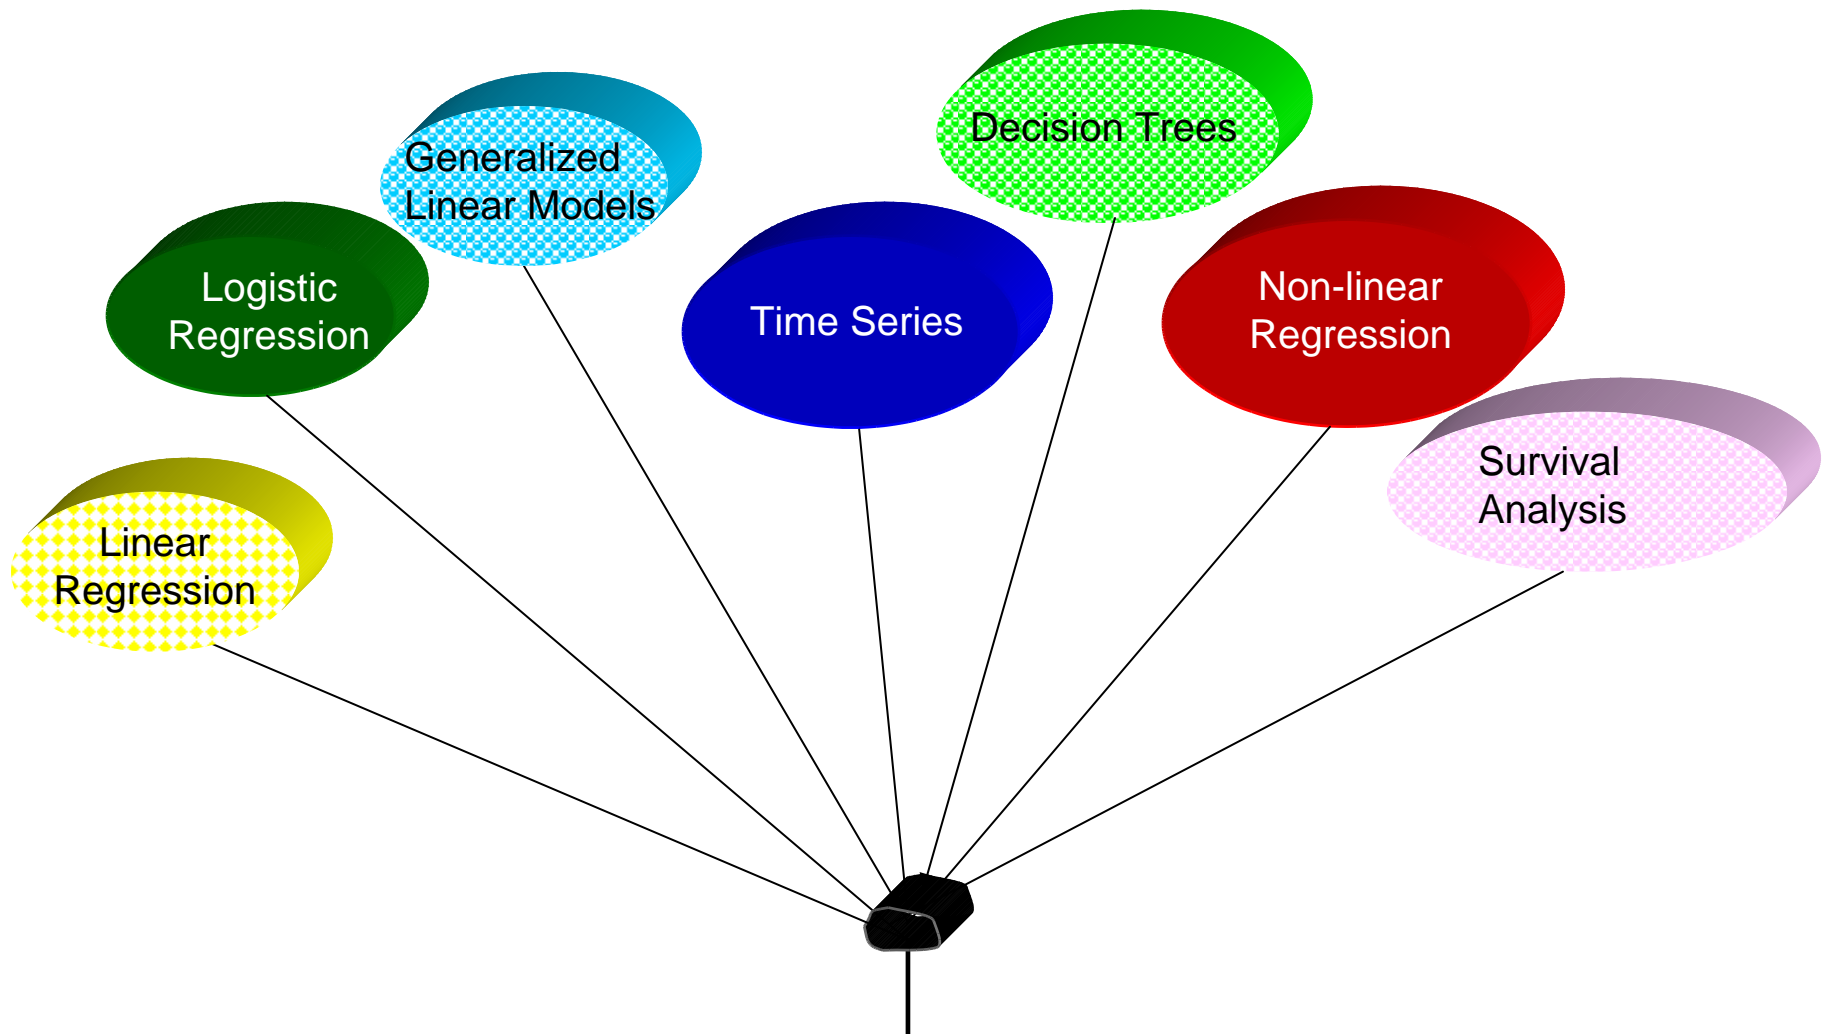 Linear
Regression
Logistic
Regression
Generalized
Linear Models
Time Series
Decision Trees
Non-linear
Regression
Survival
Analysis